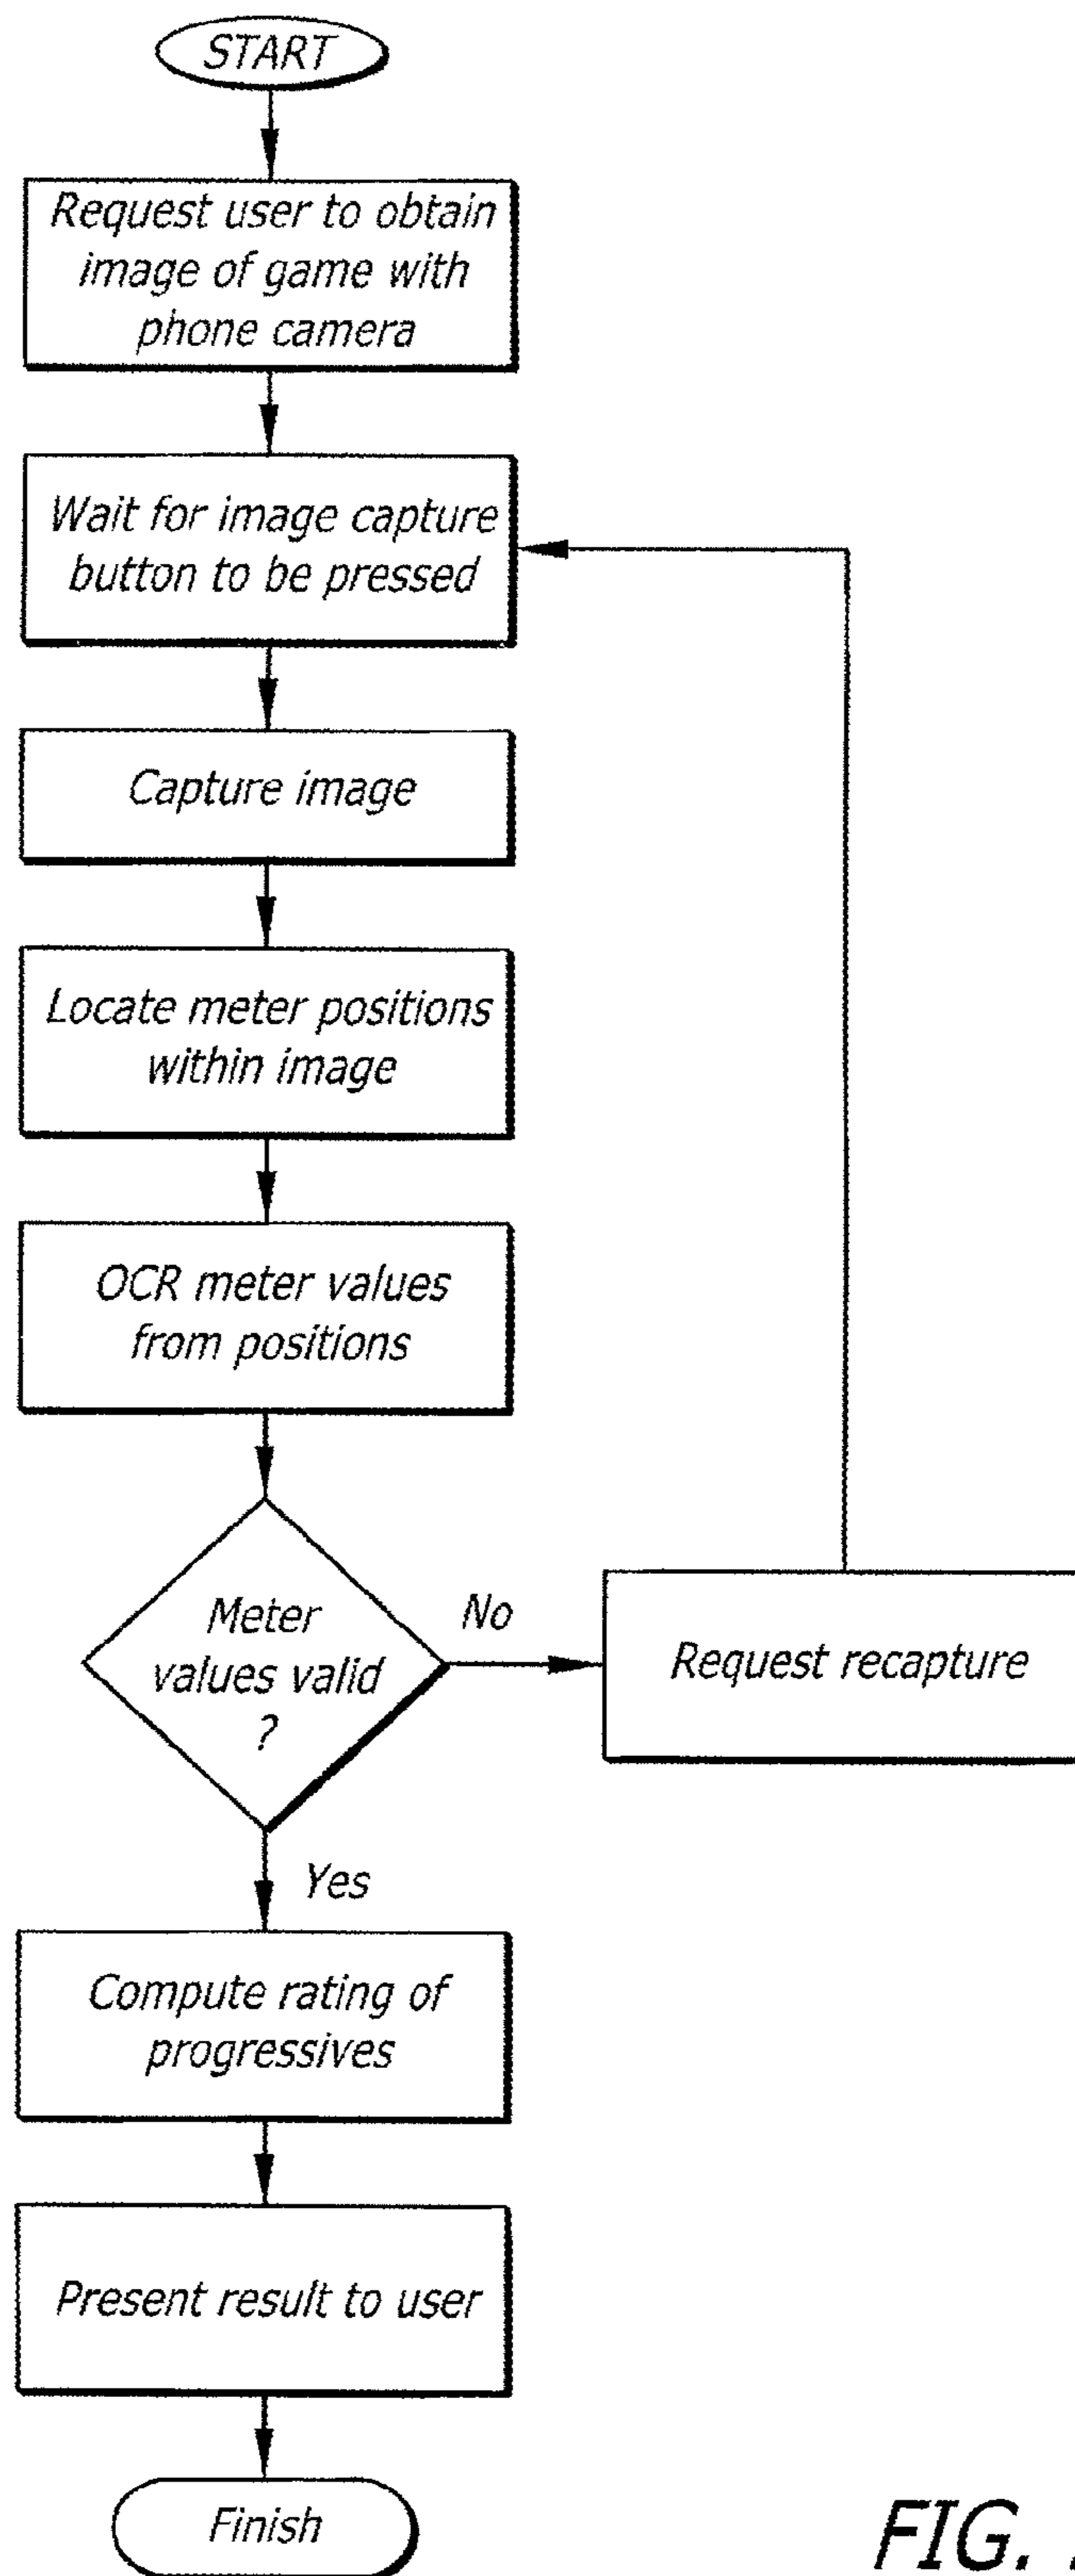 START
Request user to obtain
image of game with
phone camera
Wait for image capture
button to be pressed
Capture image
Locate meter positions
within image
OCR meter values
from positions
Meter
values valid
?
No
Request recapture
Yes
Compute rating of
progressives
Present result to user
Finish
FIG.